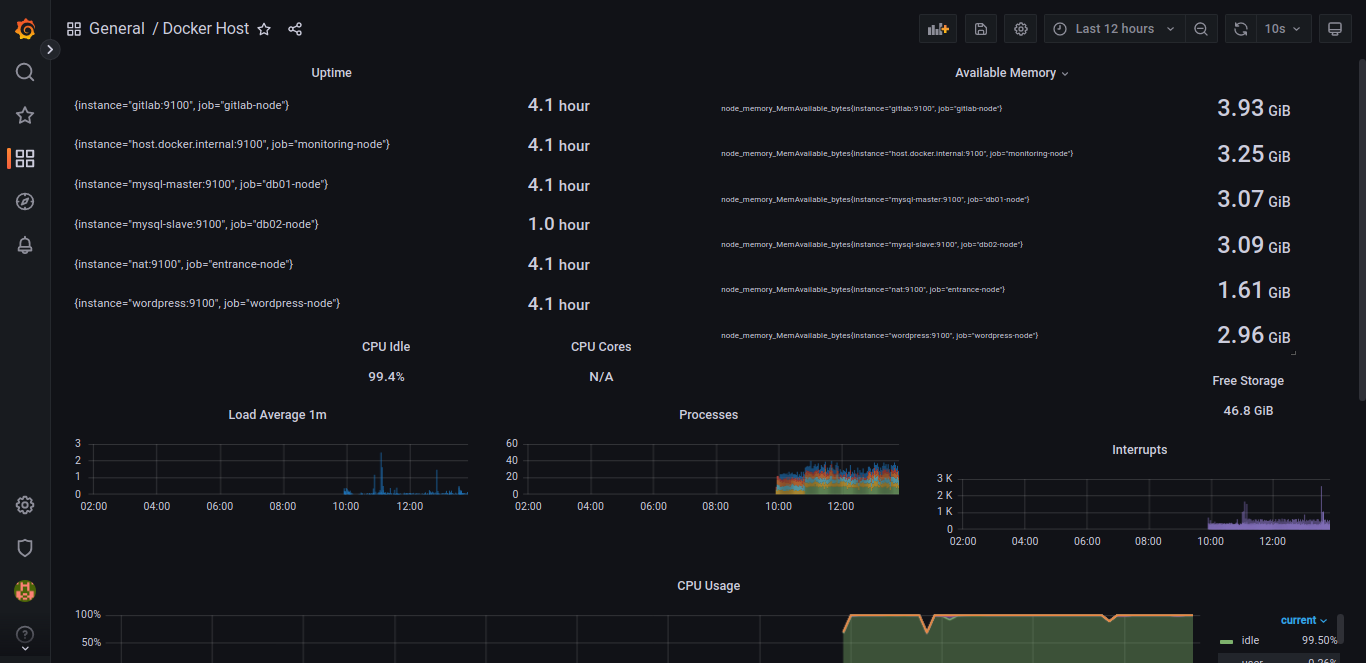 General / Docker Host
Last 12 hours
10s
Uptime
{instance="gitlab:9100", job="gitlab-node"} 4.1 hour
{instance="host.docker.internal:9100", job="monitoring-node"} 4.1 hour
{instance="mysql-master:9100", job="db01-node"} 4.1 hour
{instance="mysql-slave:9100", job="db02-node"} 1.0 hour
{instance="nat:9100", job="entrance-node"} 4.1 hour
{instance="wordpress:9100", job="wordpress-node"} 4.1 hour
Available Memory
node_memory_MemAvailable_bytes{instance="gitlab:9100", job="gitlab-node"} 3.93 GiB
node_memory_MemAvailable_bytes{instance="host.docker.internal:9100", job="monitoring-node"} 3.25 GiB
node_memory_MemAvailable_bytes{instance="mysql-master:9100", job="db01-node"} 3.07 GiB
node_memory_MemAvailable_bytes{instance="mysql-slave:9100", job="db02-node"} 3.09 GiB
node_memory_MemAvailable_bytes{instance="nat:9100", job="entrance-node"} 1.61 GiB
node_memory_MemAvailable_bytes{instance="wordpress:9100", job="wordpress-node"} 2.96 GiB
CPU Idle
99.4%
CPU Cores
N/A
Free Storage
46.8 GiB
Load Average 1m
3
2
1
0
02:00 04:00 06:00 08:00 10:00 12:00
Processes
60
40
20
0
02:00 04:00 06:00 08:00 10:00 12:00
Interrupts
3 K
2 K
1 K
0
02:00 04:00 06:00 08:00 10:00 12:00
CPU Usage
100%
50%
current
idle 99.50%
user 0.26%